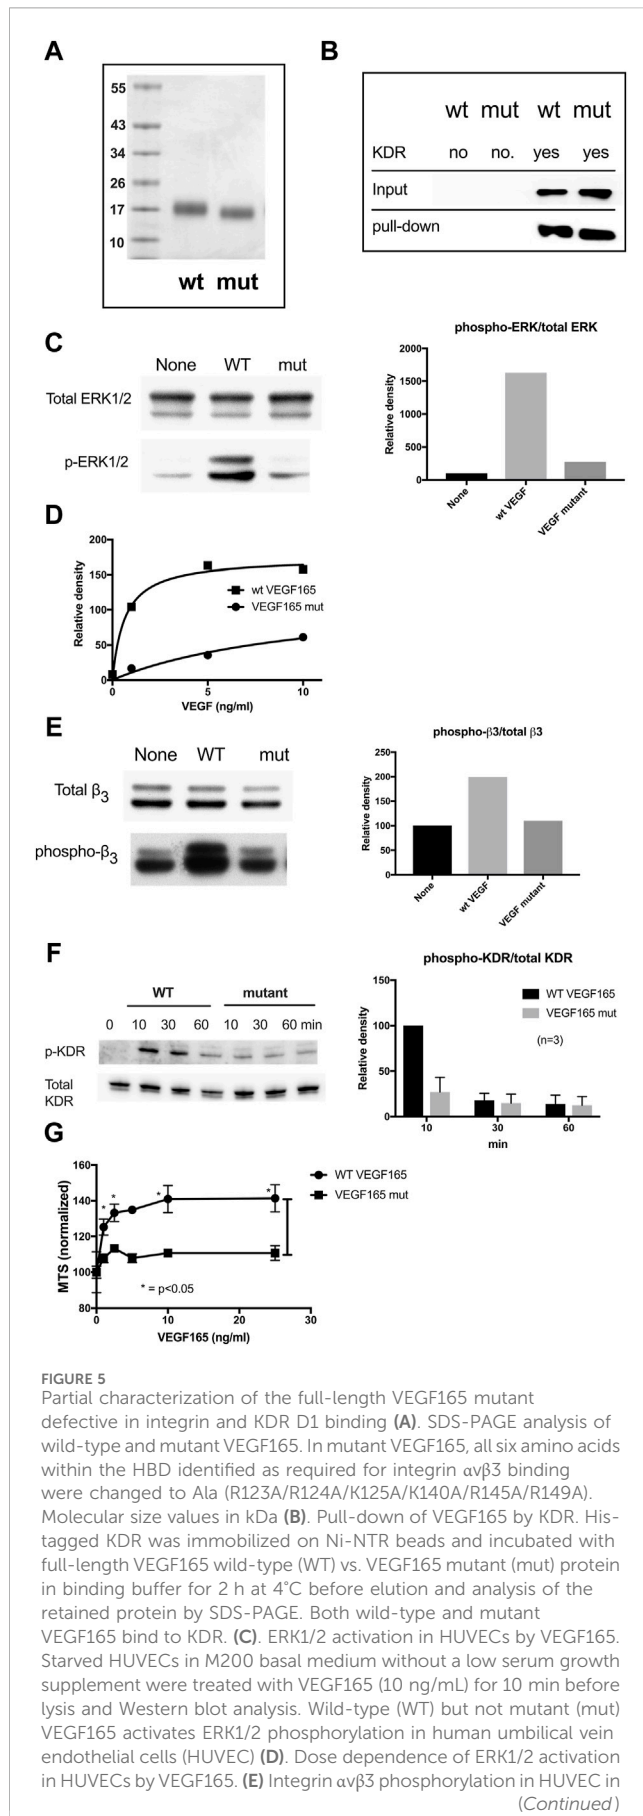 A
55
43
34
26
17
10
wt mut
B
wt mut wt mut
KDR no no. yes yes
Input
pull-down
C
None WT mut
Total ERK1/2
p-ERK1/2
phospho-ERK/total ERK
Relative density
2000
1500
1000
500
0
None
wt VEGF
VEGF mutant
D
Relative density
200
150
100
50
0
0 5 10
VEGF (ng/ml)
wt VEGF165
VEGF165 mut
E
None WT mut
Total β3
phospho-β3
phospho-β3/total β3
Relative density
250
200
150
100
50
0
None
wt VEGF
VEGF mutant
F
WT mutant
0 10 30 60 10 30 60 min
p-KDR
Total
KDR
phospho-KDR/total KDR
Relative density
150
100
50
0
10 30 60
min
WT VEGF165
VEGF165 mut
(n=3)
G
MTS (normalized)
160
140
120
100
80
0 10 20 30
VEGF165 (ng/ml)
* * * *
* = p<0.05
WT VEGF165
VEGF165 mut
FIGURE 5
Partial characterization of the full-length VEGF165 mutant
defective in integrin and KDR D1 binding (A). SDS-PAGE analysis of
wild-type and mutant VEGF165. In mutant VEGF165, all six amino acids
within the HBD identified as required for integrin αvβ3 binding
were changed to Ala (R123A/R124A/K125A/K140A/R145A/R149A).
Molecular size values in kDa (B). Pull-down of VEGF165 by KDR. His-
tagged KDR was immobilized on Ni-NTR beads and incubated with
full-length VEGF165 wild-type (WT) vs. VEGF165 mutant (mut) protein
in binding buffer for 2 h at 4°C before elution and analysis of the
retained protein by SDS-PAGE. Both wild-type and mutant
VEGF165 bind to KDR. (C). ERK1/2 activation in HUVECs by VEGF165.
Starved HUVECs in M200 basal medium without a low serum growth
supplement were treated with VEGF165 (10 ng/mL) for 10 min before
lysis and Western blot analysis. Wild-type (WT) but not mutant (mut)
VEGF165 activates ERK1/2 phosphorylation in human umbilical vein
endothelial cells (HUVEC) (D). Dose dependence of ERK1/2 activation
in HUVECs by VEGF165. (E) Integrin αvβ3 phosphorylation in HUVEC in
(Continued)